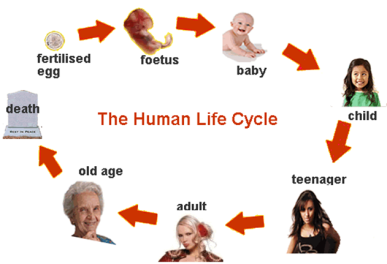 fertilised
egg
foetus
baby
child
teenager
adult
old age
death
The Human Life Cycle